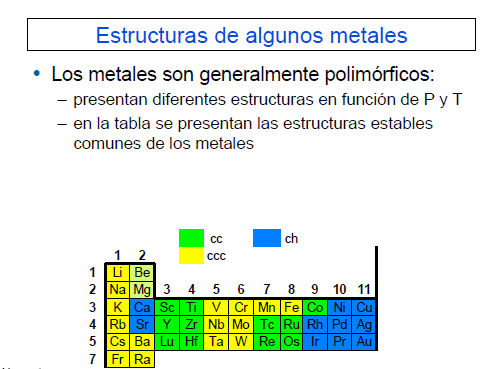 Estructuras de algunos metales
• Los metales son generalmente polimórficos:
– presentan diferentes estructuras en función de P y T
– en la tabla se presentan las estructuras estables
comunes de los metales
cc ch
ccc
1 2
1 Li Be
2 Na Mg 3 4 5 6 7 8 9 10 11
3 K Ca Sc Ti V Cr Mn Fe Co Ni Cu
4 Rb Sr Y Zr Nb Mo Tc Ru Rh Pd Ag
5 Cs Ba Lu Hf Ta W Re Os Ir Pr Au
7 Fr Ra